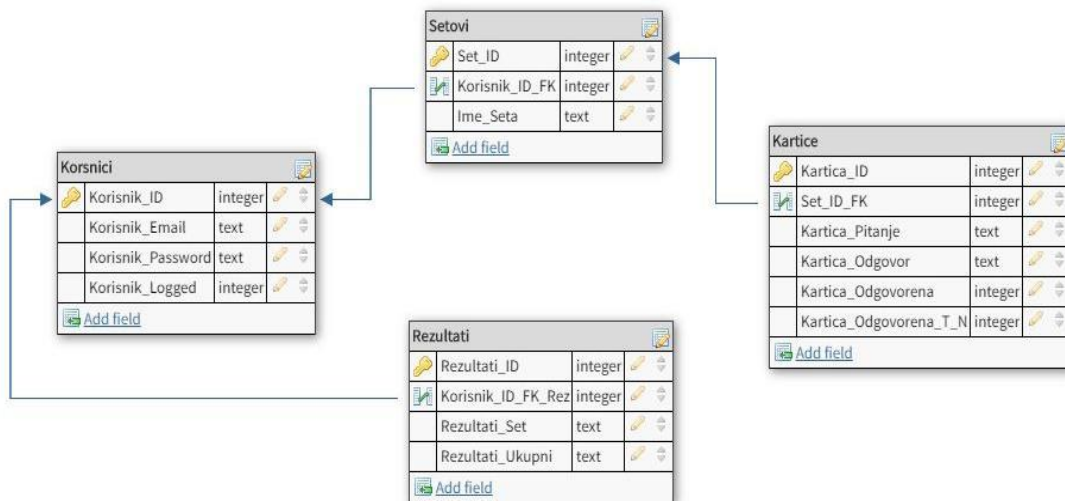 Setovi
Set_ID integer
Korisnik_ID_FK integer
Ime_Seta text
Add field
Korsnici
Korisnik_ID integer
Korisnik_Email text
Korisnik_Password text
Korisnik_Logged integer
Add field
Kartice
Kartica_ID integer
Set_ID_FK integer
Kartica_Pitanje text
Kartica_Odgovor text
Kartica_Odgovorena integer
Kartica_Odgovorena_T_N integer
Add field
Rezultati
Rezultati_ID integer
Korisnik_ID_FK_Rez integer
Rezultati_Set text
Rezultati_Ukupni text
Add field